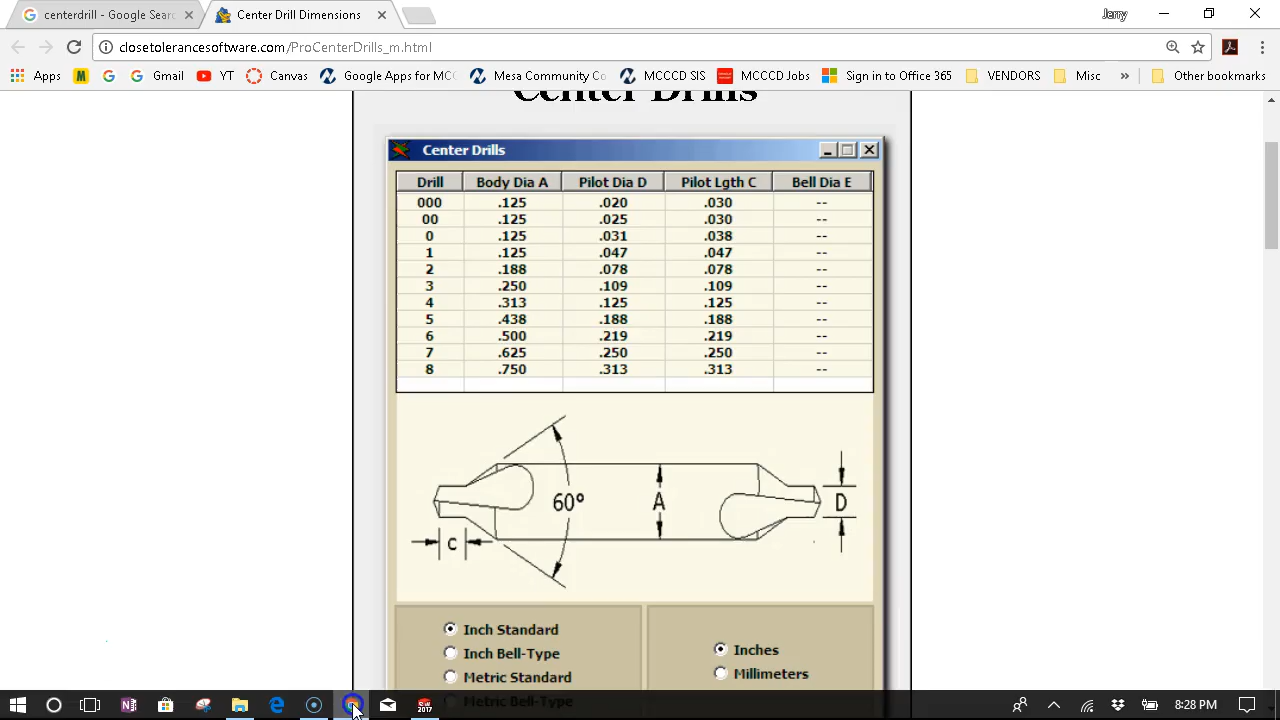 centerdrill - Google Sear
Center Drill Dimensions
Jerry
closetolerancesoftware.com/ProCenterDrills_m.html
Apps
M
G
G
Gmail
YT
Canvas
Google Apps for
Mesa Community Co
MCCCD SIS
MCCCD Jobs
Sign in to Office 365
VENDORS
Misc
»
Other bookmarks
Center Drills
Center Drills
Drill Body Dia A Pilot Dia D Pilot Lgth C Bell Dia E
000 .125 .020 .030 --
00 .125 .025 .030 --
0 .125 .031 .038 --
1 .125 .047 .047 --
2 .188 .078 .078 --
3 .250 .109 .109 --
4 .313 .125 .125 --
5 .438 .188 .188 --
6 .500 .219 .219 --
7 .625 .250 .250 --
8 .750 .313 .313 --
60º
A
D
C
Inch Standard
Inch Bell-Type
Metric Standard
Metric Bell-Type
Inches
Millimeters
8:28 PM